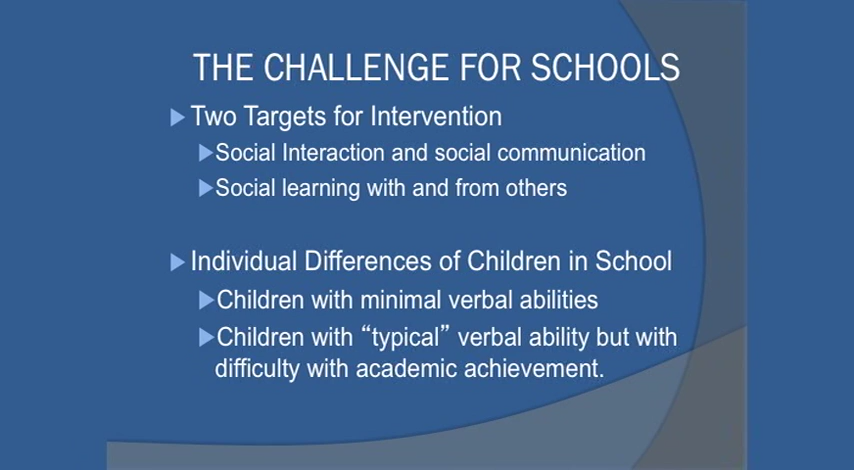 THE CHALLENGE FOR SCHOOLS
Two Targets for Intervention
Social Interaction and social communication
Social learning with and from others
Individual Differences of Children in School
Children with minimal verbal abilities
Children with “typical” verbal ability but with
difficulty with academic achievement.